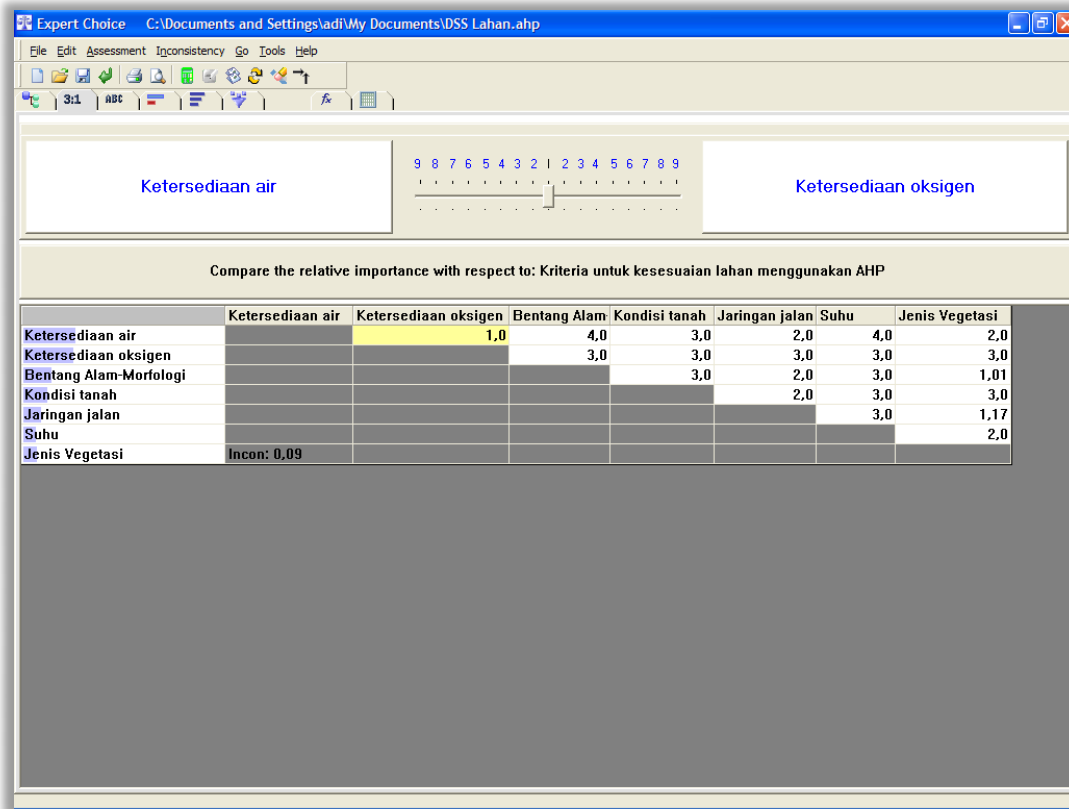 Expert Choice C:\Documents and Settings\adi\My Documents\DSS Lahan.ahp
File Edit Assessment Inconsistency Go Tools Help
3:1 ABC fx
9 8 7 6 5 4 3 2 1 2 3 4 5 6 7 8 9
Ketersediaan air Ketersediaan oksigen
Compare the relative importance with respect to: Kriteria untuk kesesuaian lahan menggunakan AHP
Ketersediaan air Ketersediaan oksigen Bentang Alam- Kondisi tanah Jaringan jalan Suhu Jenis Vegetasi
Ketersediaan air 1,0 4,0 3,0 2,0 4,0 2,0
Ketersediaan oksigen 3,0 3,0 3,0 3,0 3,0
Bentang Alam-Morfologi 3,0 2,0 3,0 1,01
Kondisi tanah 2,0 3,0 3,0
Jaringan jalan 3,0 1,17
Suhu 2,0
Jenis Vegetasi Incon: 0,09